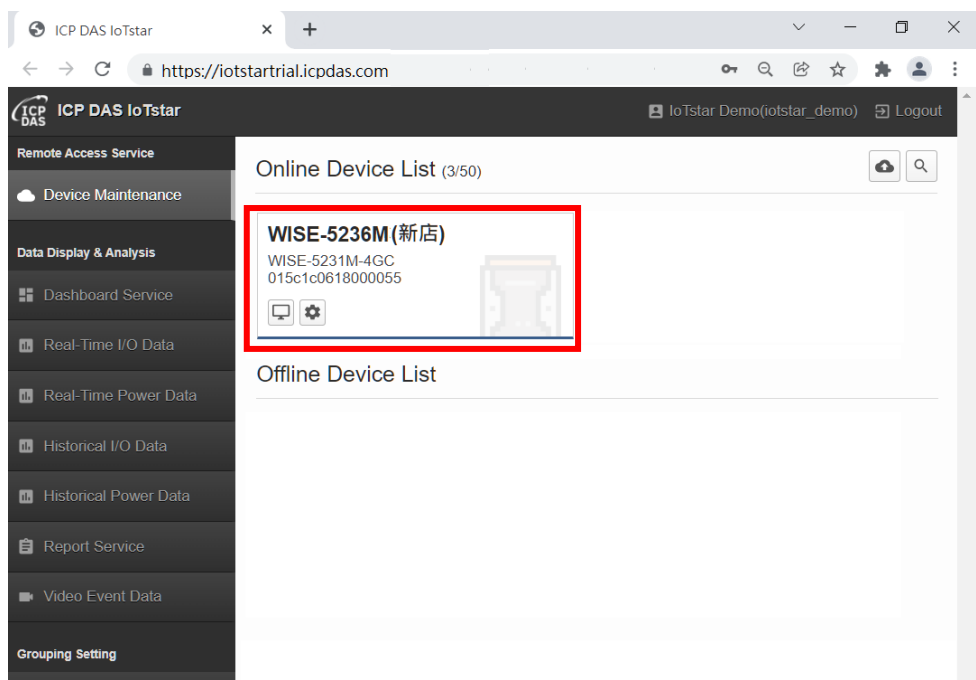 ICP DAS IoTstar
https://iotstartrial.icpdas.com
ICP DAS
ICP DAS IoTstar
IoTstar Demo(iotstar_demo)
Logout
Remote Access Service
Device Maintenance
Data Display & Analysis
Dashboard Service
Real-Time I/O Data
Real-Time Power Data
Historical I/O Data
Historical Power Data
Report Service
Video Event Data
Grouping Setting
Online Device List (3/50)
WISE-5236M(新店)
WISE-5231M-4GC
015c1c0618000055
Offline Device List